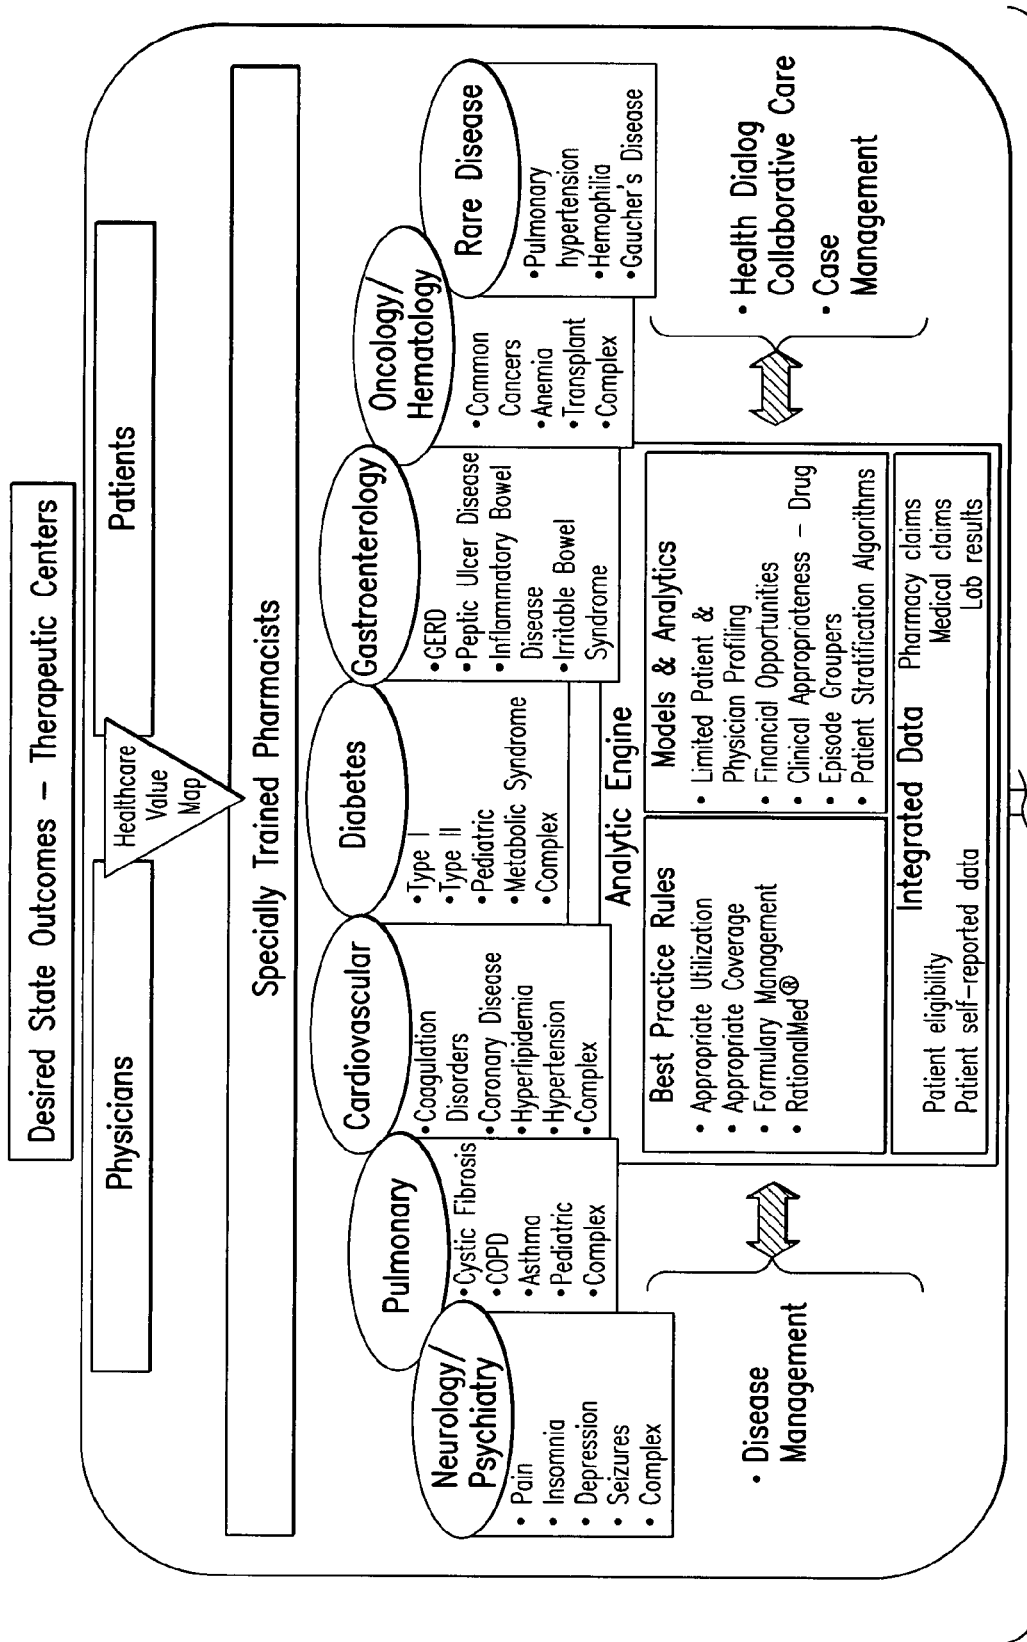 Desired State Outcomes – Therapeutic Centers
Physicians
Healthcare
Value
Map
Patients
Specially Trained Pharmacists
Neurology/
Psychiatry
• Pain
• Insomnia
• Depression
• Seizures
• Complex
Pulmonary
• Cystic Fibrosis
• COPD
• Asthma
• Pediatric
• Complex
Cardiovascular
• Coagulation
Disorders
• Coronary Disease
• Hyperlipidemia
• Hypertension
• Complex
Diabetes
• Type I
• Type II
• Pediatric
• Metabolic Syndrome
• Complex
Gastroenterology
• GERD
• Peptic Ulcer Disease
• Inflammatory Bowel
Disease
• Irritable Bowel
Syndrome
Oncology/
Hematology
• Common
Cancers
• Anemia
• Transplant
• Complex
Rare Disease
• Pulmonary
hypertension
• Hemophilia
• Gaucher's Disease
Analytic Engine
Best Practice Rules
• Appropriate Utilization
• Appropriate Coverage
• Formulary Management
• RationalMed®
Models & Analytics
• Limited Patient &
Physician Profiling
• Financial Opportunities
• Clinical Appropriateness – Drug
• Episode Groupers
• Patient Stratification Algorithms
Integrated Data
Patient eligibility
Patient self-reported data
Pharmacy claims
Medical claims
Lab results
• Disease
Management
• Health Dialog
Collaborative Care
• Case
Management